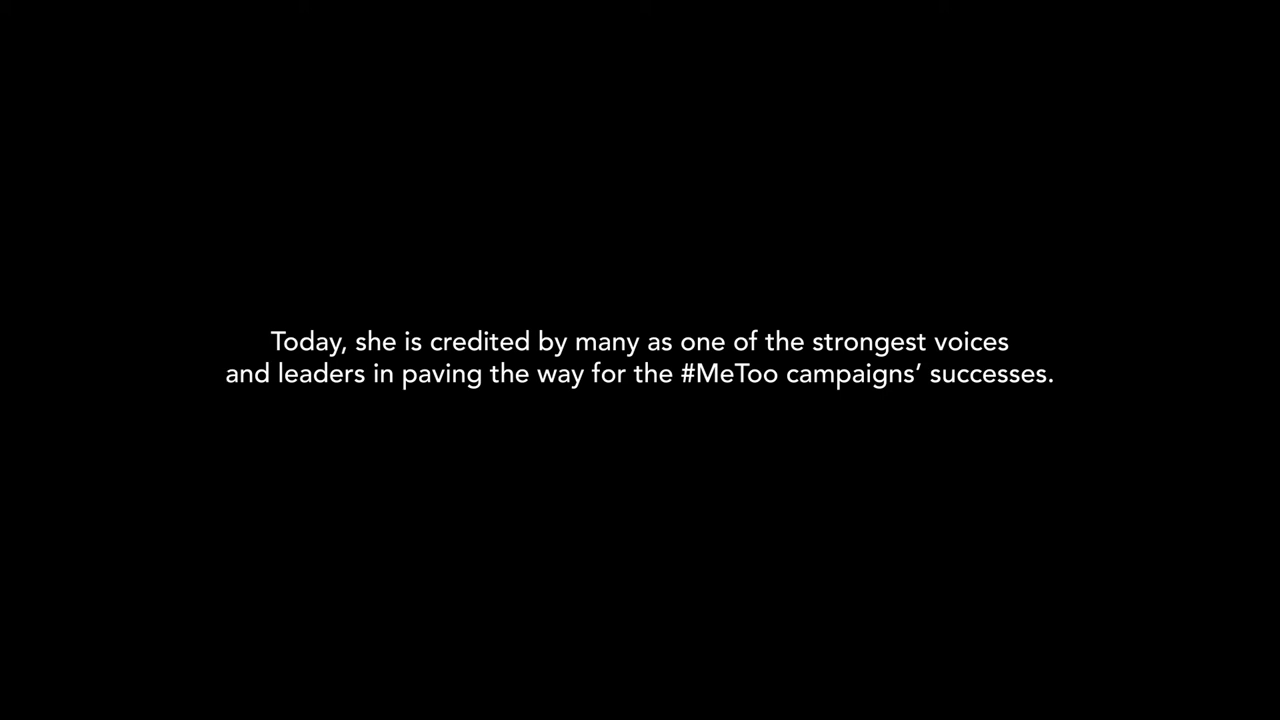 Today, she is credited by many as one of the strongest voices
and leaders in paving the way for the #MeToo campaigns’ successes.